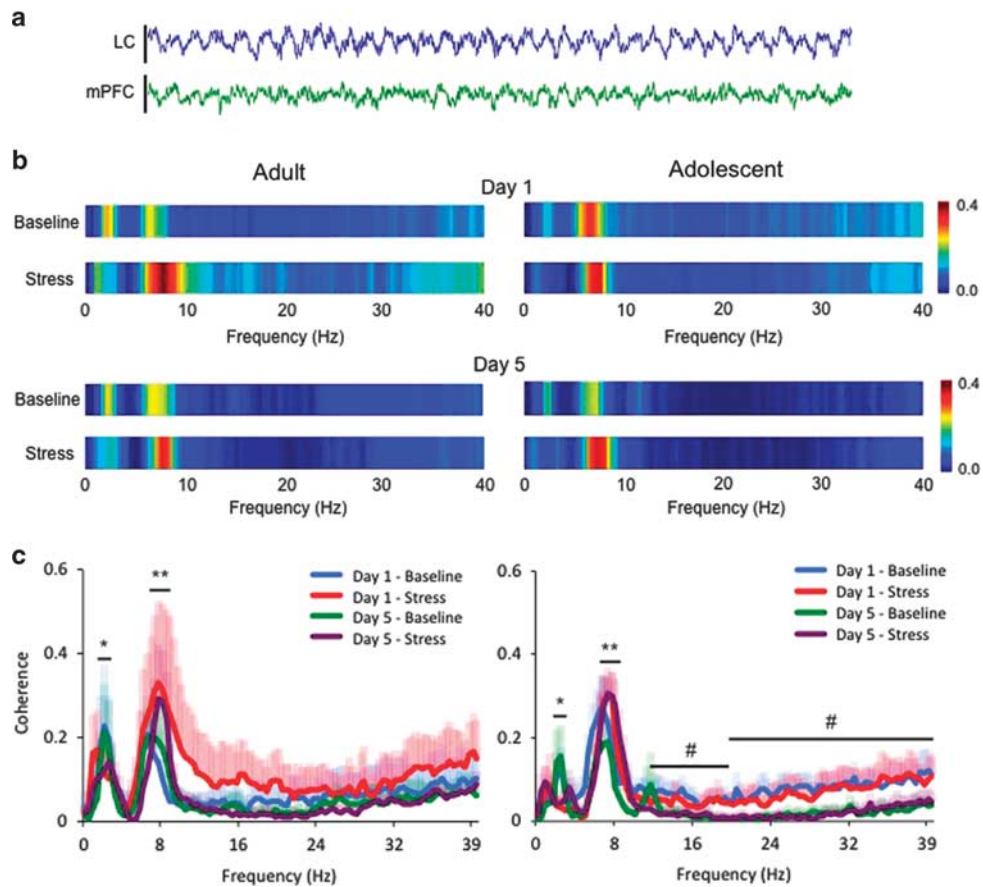 a
LC
mPFC
b
Adult
Adolescent
Day 1
Baseline
Stress
0.4
0.0
0 10 20 30 40
0 10 20 30 40
Frequency (Hz)
Frequency (Hz)
Day 5
Baseline
Stress
0.4
0.0
0 10 20 30 40
0 10 20 30 40
Frequency (Hz)
Frequency (Hz)
c
Coherence
0.6
0.4
0.2
0
*
**
Day 1 - Baseline
Day 1 - Stress
Day 5 - Baseline
Day 5 - Stress
0 8 16 24 32 39
Frequency (Hz)
0.6
0.4
0.2
0
*
**
#
#
Day 1 - Baseline
Day 1 - Stress
Day 5 - Baseline
Day 5 - Stress
0 8 16 24 32 39
Frequency (Hz)